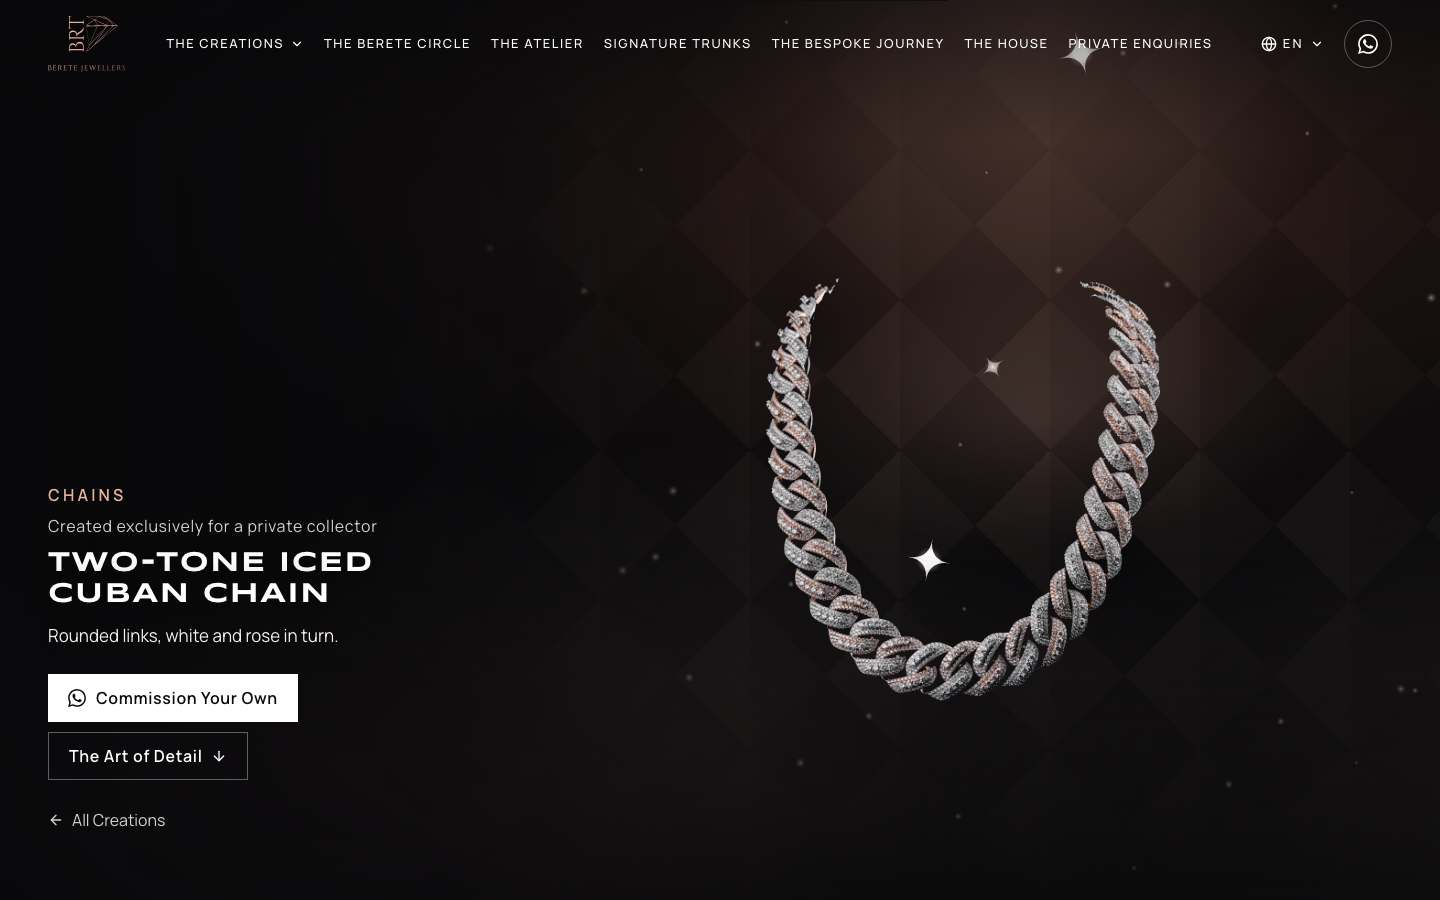 BRT
BERETE JEWELLERS
THE CREATIONS
THE BERETE CIRCLE
THE ATELIER
SIGNATURE TRUNKS
THE BESPOKE JOURNEY
THE HOUSE
PRIVATE ENQUIRIES
EN
CHAINS
Created exclusively for a private collector
TWO-TONE ICED
CUBAN CHAIN
Rounded links, white and rose in turn.
Commission Your Own
The Art of Detail
All Creations